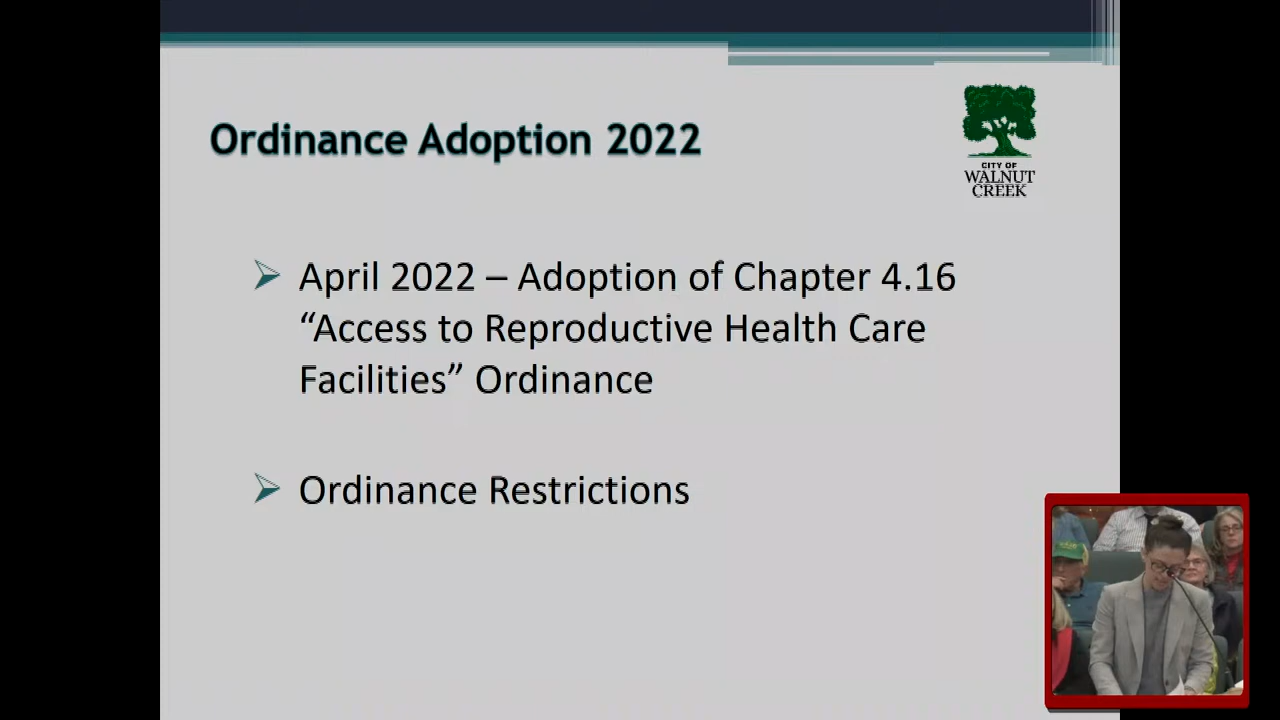 Ordinance Adoption 2022
CITY OF
WALNUT
CREEK
➢ April 2022 – Adoption of Chapter 4.16
“Access to Reproductive Health Care
Facilities” Ordinance
➢ Ordinance Restrictions